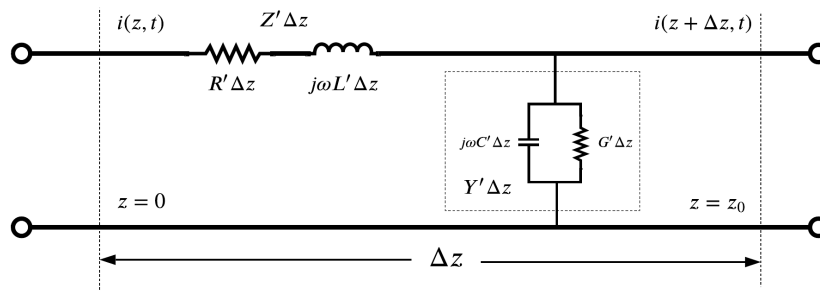 i(z, t)
Z′Δz
i(z + Δz, t)
R′Δz
jωL′Δz
jωC′Δz
G′Δz
Y′Δz
z = 0
z = z₀
Δz